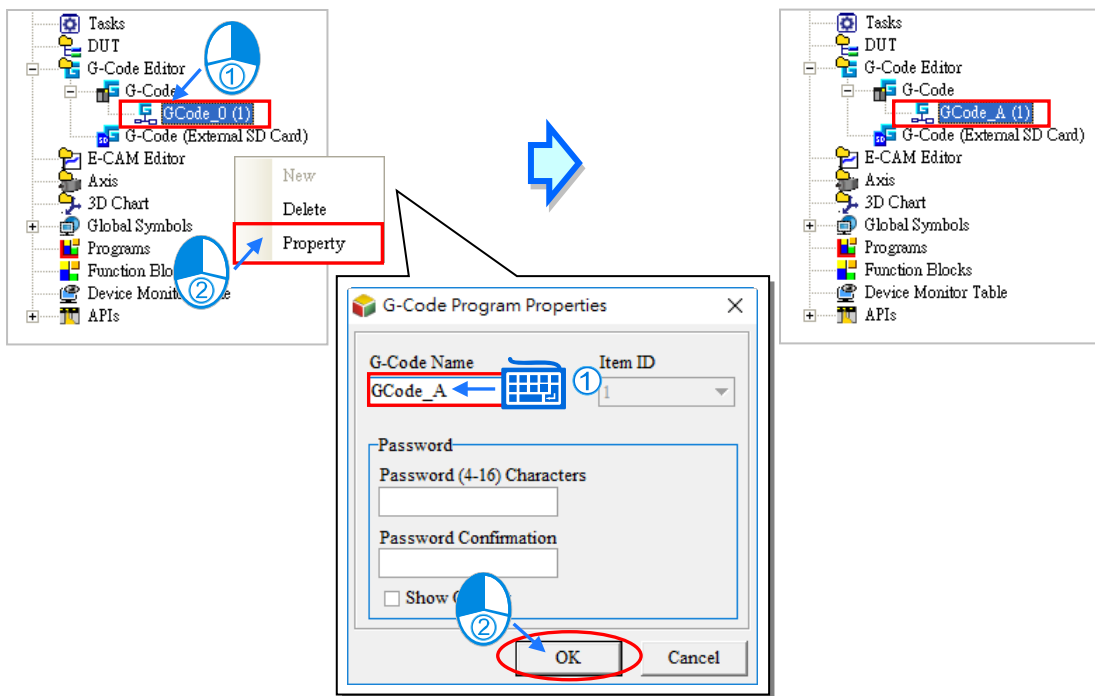 Tasks
DUT
G-Code Editor
①
G-Code
GCode_0 (1)
G-Code (External SD Card)
E-CAM Editor
Axis
3D Chart
Global Symbols
Programs
Function Blo
②
Device Monit
APIs
New
Delete
Property
G-Code Program Properties
G-Code Name
Item ID
GCode_A
①
1
Password
Password (4-16) Characters
Password Confirmation
Show
②
OK
Cancel
Tasks
DUT
G-Code Editor
G-Code
GCode_A (1)
G-Code (External SD Card)
E-CAM Editor
Axis
3D Chart
Global Symbols
Programs
Function Blocks
Device Monitor Table
APIs